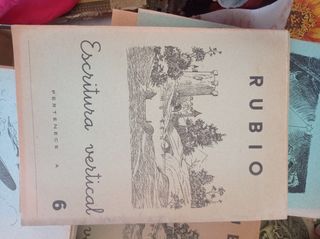 RUBIO
Escritura vertical
PERTENECE A
6